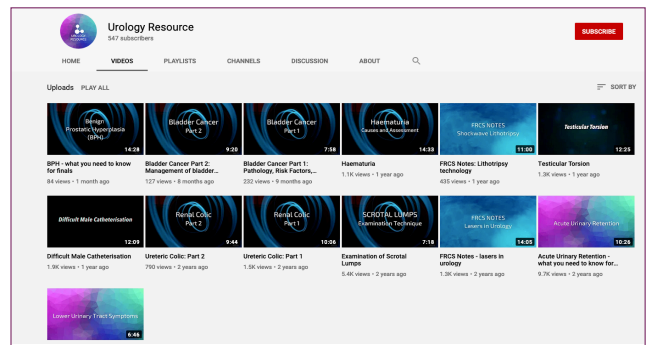 UROLOGY
RESOURCE
Urology Resource
547 subscribers
SUBSCRIBE
HOME VIDEOS PLAYLISTS CHANNELS DISCUSSION ABOUT
Uploads PLAY ALL SORT BY
Benign
Prostatic Hyperplasia
(BPH)
14:28
Bladder Cancer
Part 2
9:20
Bladder Cancer
Part 1
7:58
Haematuria
Causes and Assessment
14:33
FRCS NOTES
Shockwave Lithotripsy
11:00
Testicular Torsion
12:25
BPH - what you need to know
for finals
84 views • 1 month ago
Bladder Cancer Part 2:
Management of bladder...
127 views • 8 months ago
Bladder Cancer Part 1:
Pathology, Risk Factors,...
232 views • 9 months ago
Haematuria
1.1K views • 1 year ago
FRCS Notes: Lithotripsy
technology
435 views • 1 year ago
Testicular Torsion
1.3K views • 1 year ago
Difficult Male Catheterisation
12:09
Renal Colic
Part 2
9:44
Renal Colic
Part 1
10:06
SCROTAL LUMPS
Examination Technique
7:18
FRCS NOTES
Lasers in Urology
14:05
Acute Urinary Retention
10:26
Difficult Male Catheterisation
1.9K views • 1 year ago
Ureteric Colic: Part 2
790 views • 2 years ago
Ureteric Colic: Part 1
1.5K views • 2 years ago
Examination of Scrotal
Lumps
5.4K views • 2 years ago
FRCS Notes - lasers in
urology
1.3K views • 2 years ago
Acute Urinary Retention -
what you need to know for...
9.7K views • 2 years ago
Lower Urinary Tract Symptoms
6:46